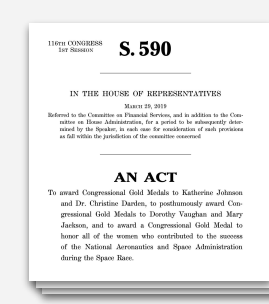 116TH CONGRESS
1ST SESSION
S. 590
IN THE HOUSE OF REPRESENTATIVES
MARCH 29, 2019
Referred to the Committee on Financial Services, and in addition to the Com-
mittee on House Administration, for a period to be subsequently deter-
mined by the Speaker, in each case for consideration of such provisions
as fall within the jurisdiction of the committee concerned
AN ACT
To award Congressional Gold Medals to Katherine Johnson
and Dr. Christine Darden, to posthumously award Con-
gressional Gold Medals to Dorothy Vaughan and Mary
Jackson, and to award a Congressional Gold Medal to
honor all of the women who contributed to the success
of the National Aeronautics and Space Administration
during the Space Race.